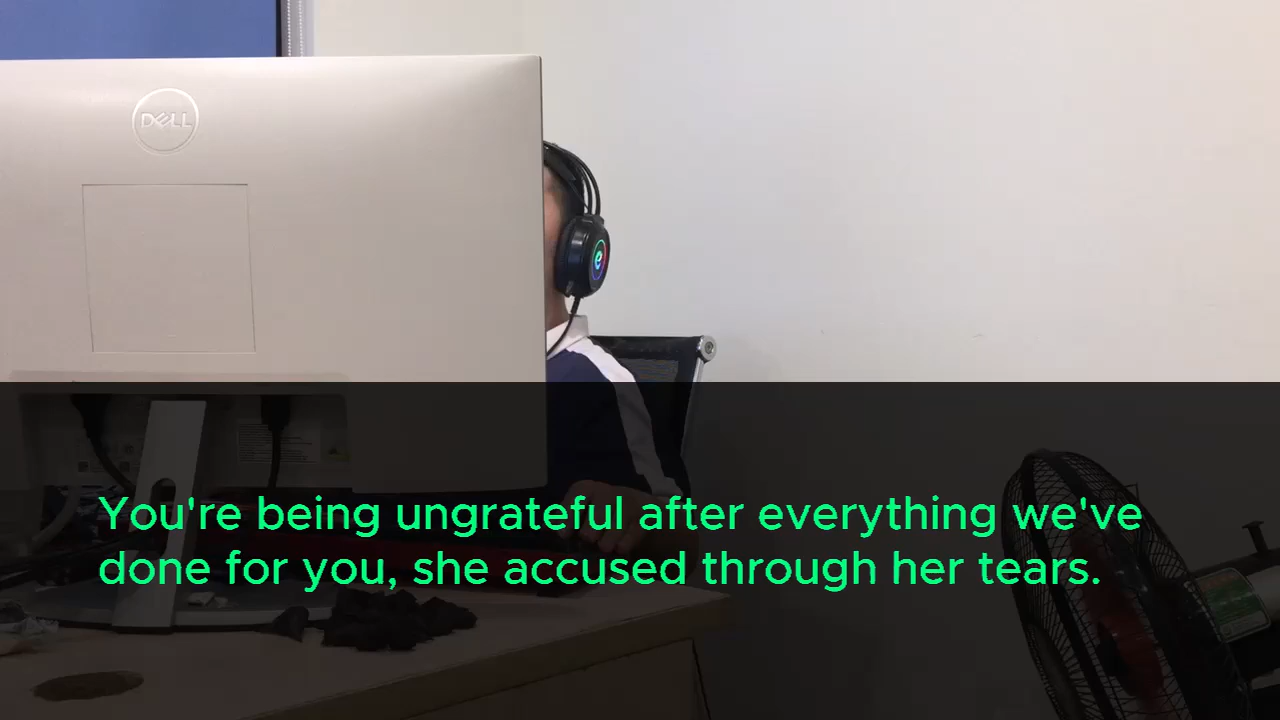 DELL
You're being ungrateful after everything we've
done for you, she accused through her tears.